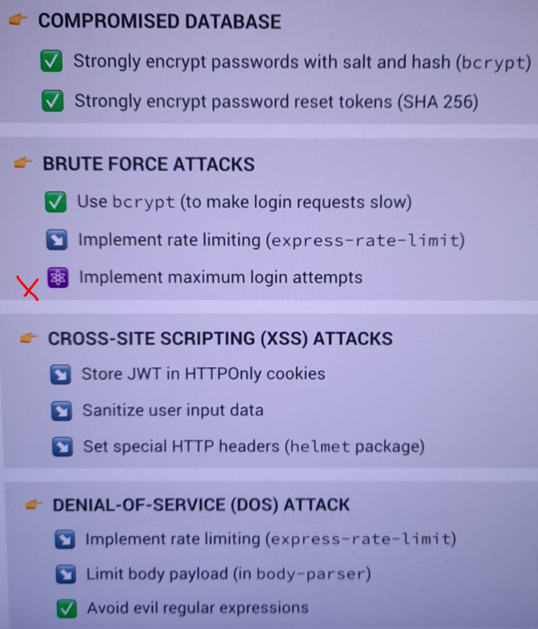 COMPROMISED DATABASE
Strongly encrypt passwords with salt and hash (bcrypt)
Strongly encrypt password reset tokens (SHA 256)
BRUTE FORCE ATTACKS
Use bcrypt (to make login requests slow)
Implement rate limiting (express-rate-limit)
Implement maximum login attempts
CROSS-SITE SCRIPTING (XSS) ATTACKS
Store JWT in HTTPOnly cookies
Sanitize user input data
Set special HTTP headers (helmet package)
DENIAL-OF-SERVICE (DOS) ATTACK
Implement rate limiting (express-rate-limit)
Limit body payload (in body-parser)
Avoid evil regular expressions